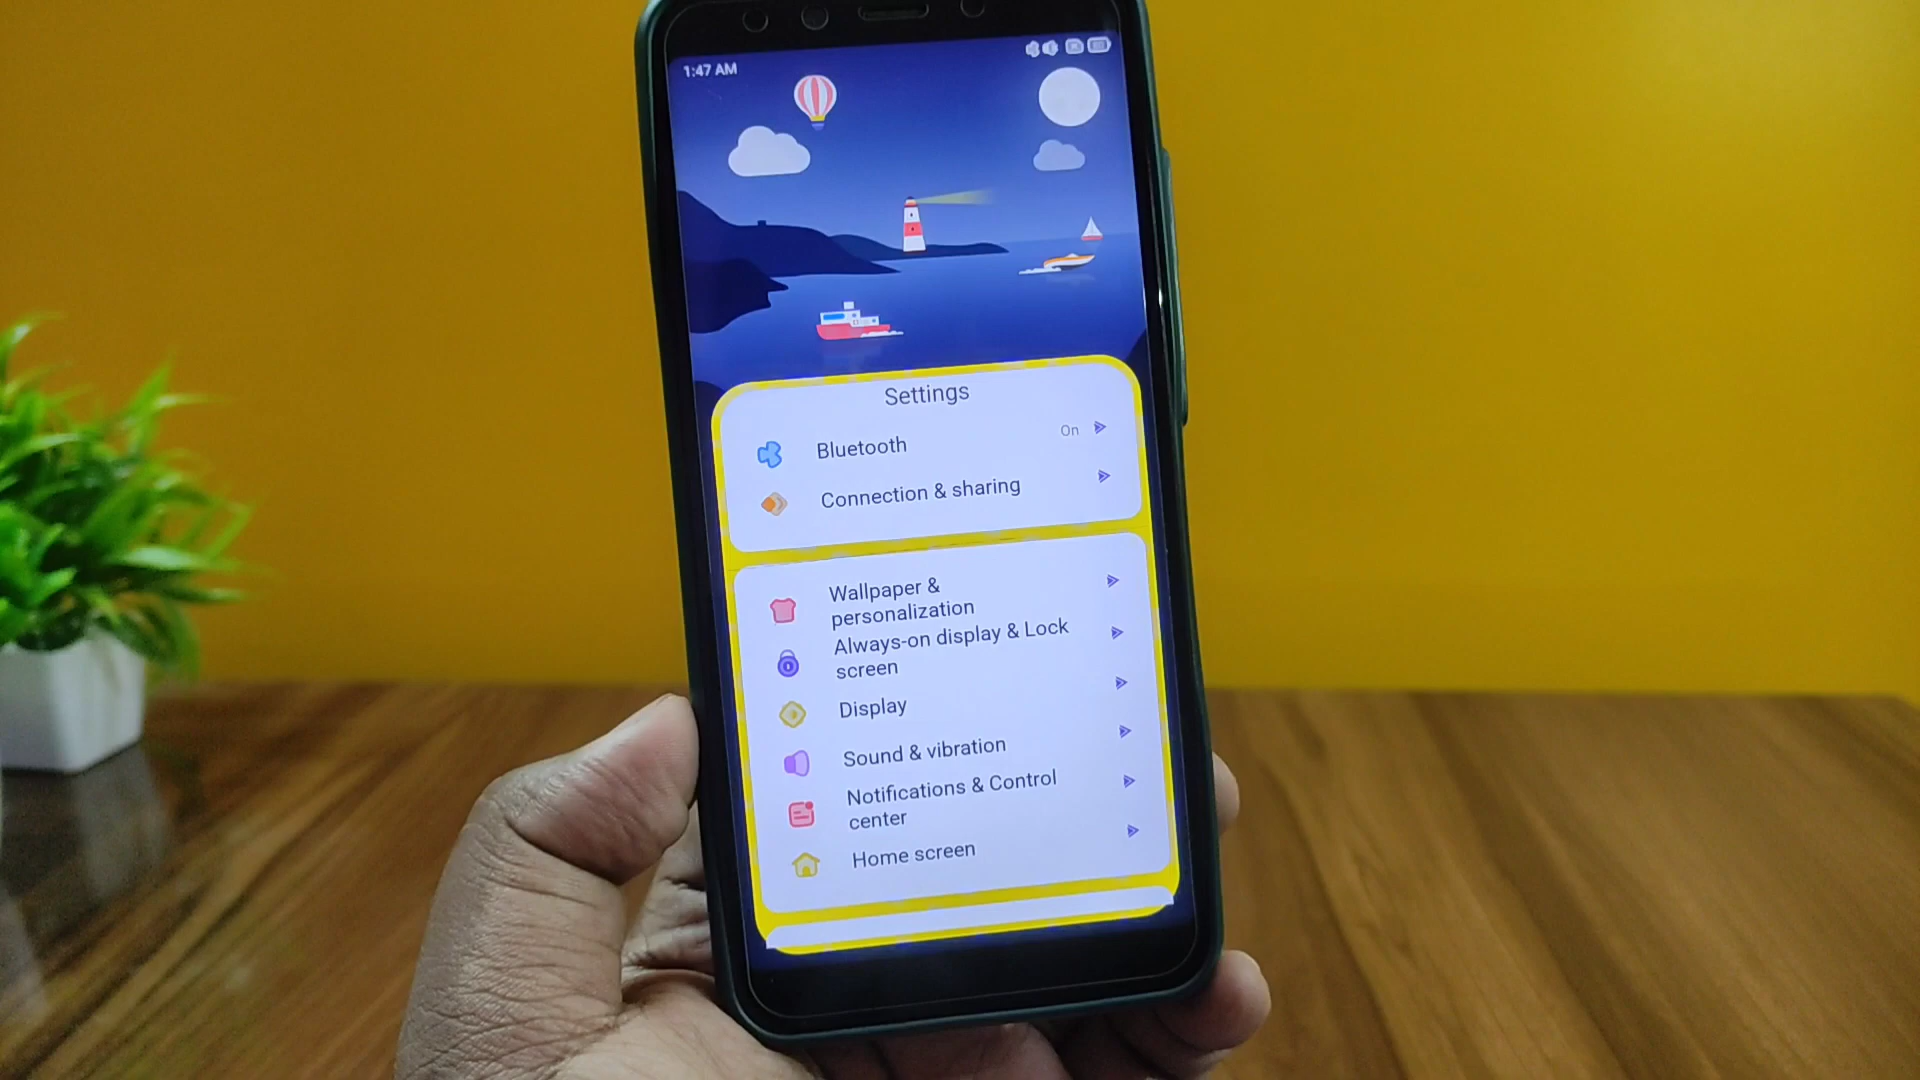 1:47 AM
Settings
Bluetooth On
Connection & sharing
Wallpaper &
personalization
Always-on display & Lock
screen
Display
Sound & vibration
Notifications & Control
center
Home screen